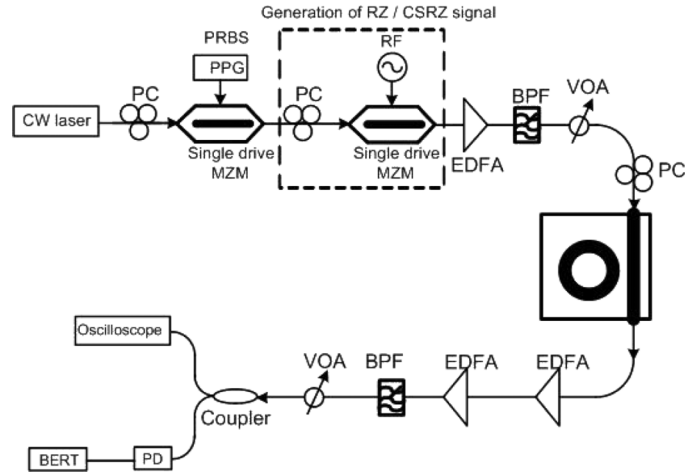 Generation of RZ / CSRZ signal
PRBS
PPG
RF
PC
PC
CW laser
Single drive
MZM
Single drive
MZM
EDFA
BPF
VOA
PC
Oscilloscope
VOA
BPF
EDFA
EDFA
Coupler
BERT
PD